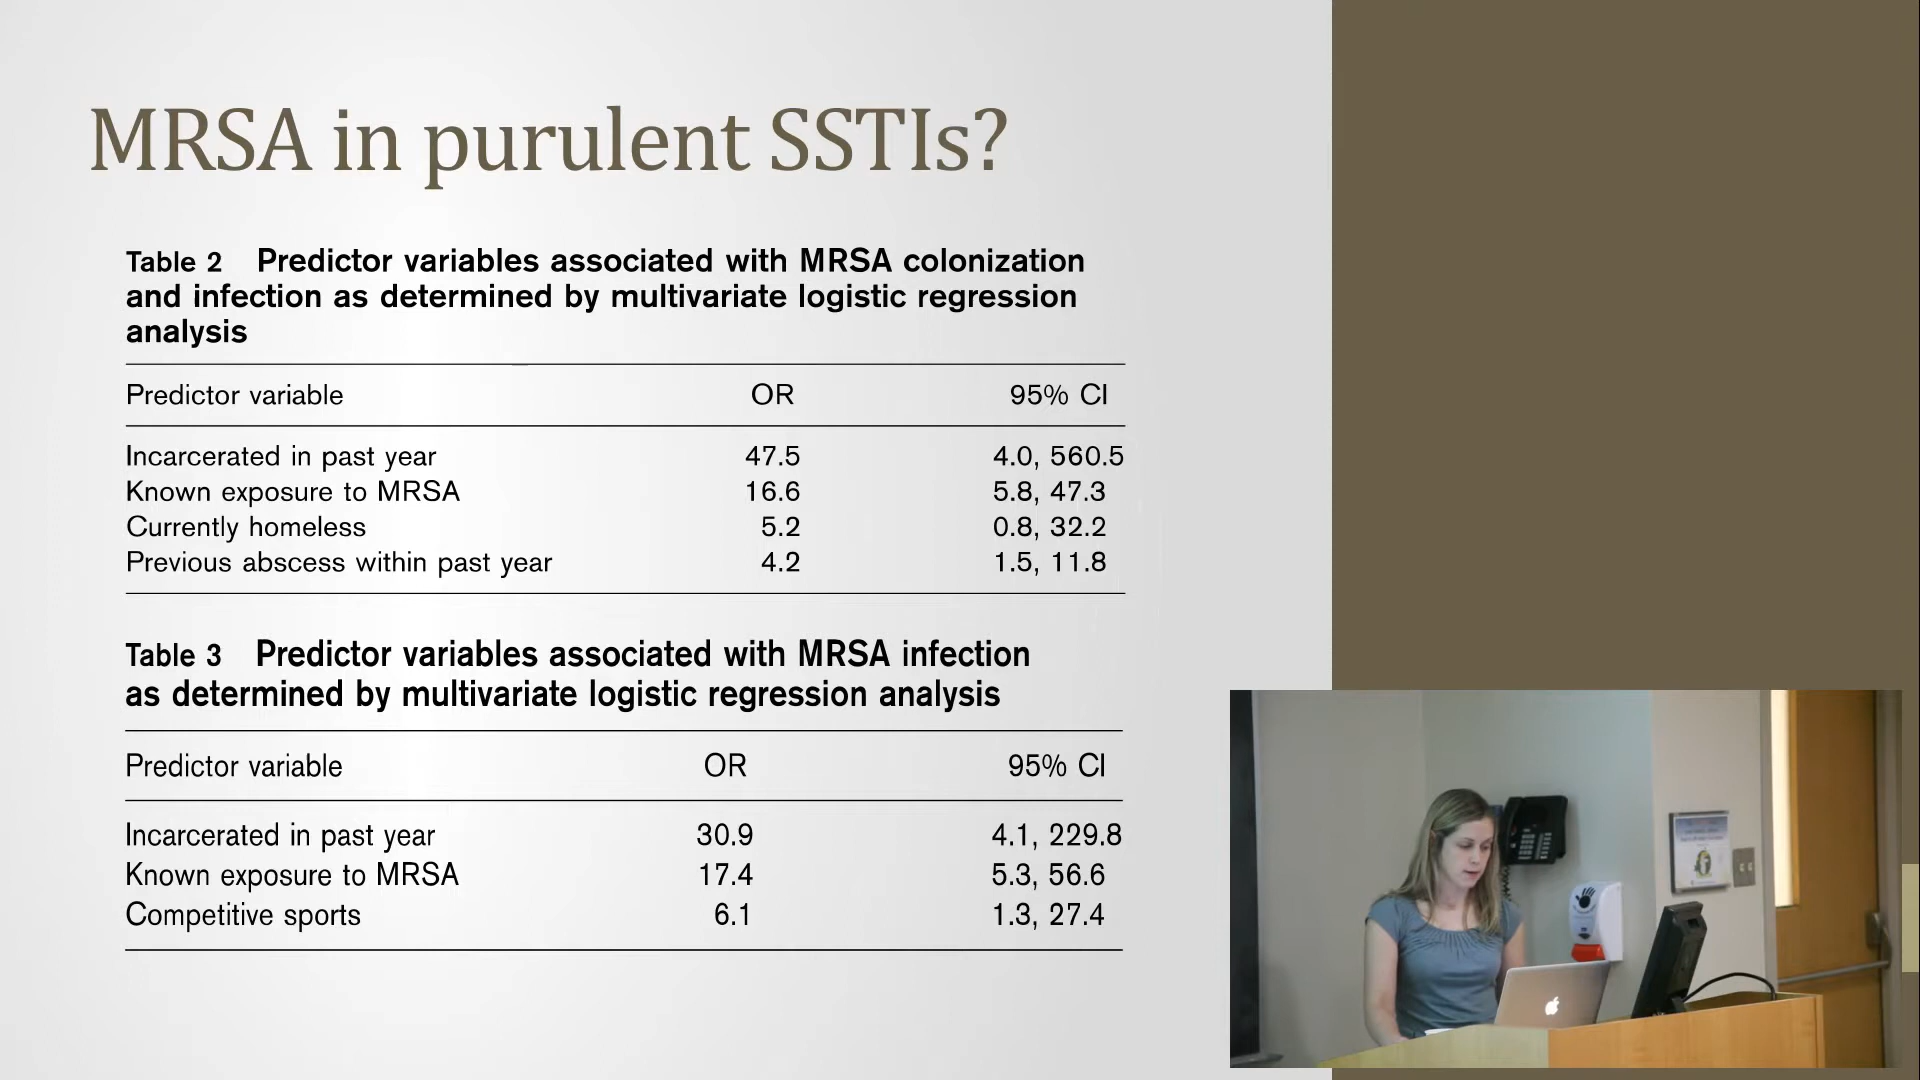 MRSA in purulent SSTIs?
Table 2 Predictor variables associated with MRSA colonization
and infection as determined by multivariate logistic regression
analysis
Predictor variable OR 95% CI
Incarcerated in past year 47.5 4.0, 560.5
Known exposure to MRSA 16.6 5.8, 47.3
Currently homeless 5.2 0.8, 32.2
Previous abscess within past year 4.2 1.5, 11.8
Table 3 Predictor variables associated with MRSA infection
as determined by multivariate logistic regression analysis
Predictor variable OR 95% CI
Incarcerated in past year 30.9 4.1, 229.8
Known exposure to MRSA 17.4 5.3, 56.6
Competitive sports 6.1 1.3, 27.4